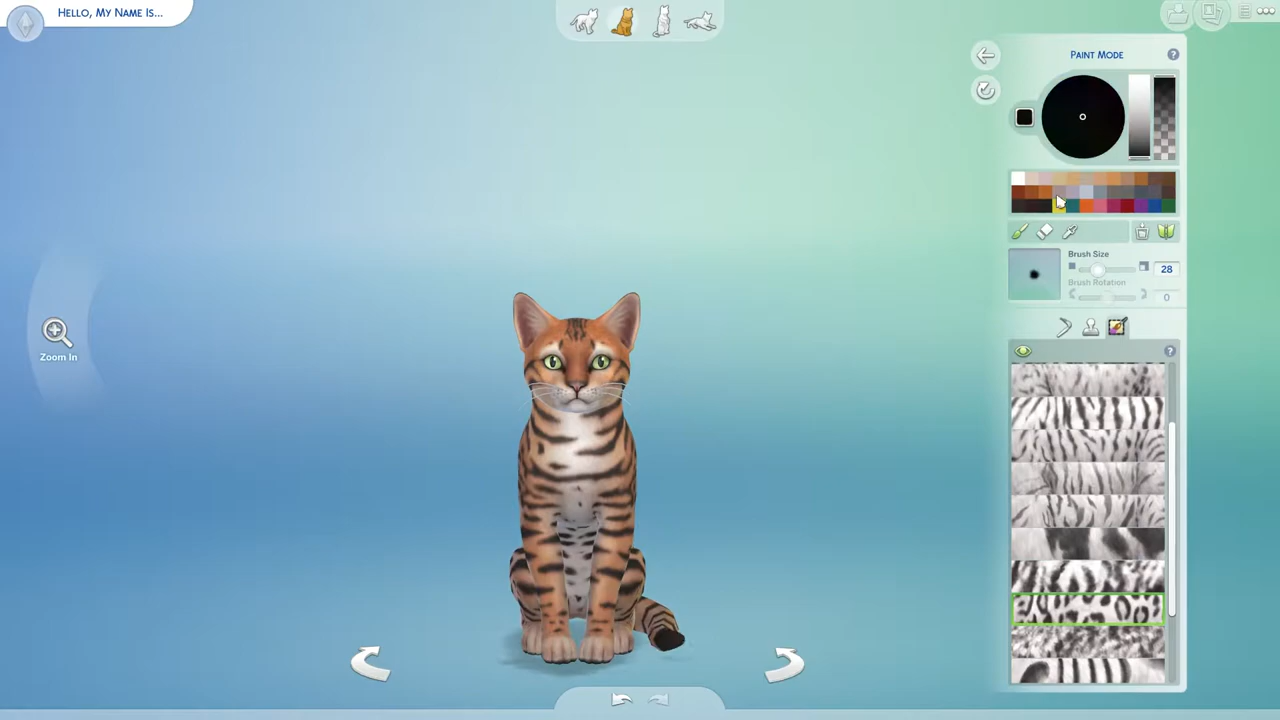 Hello, My Name Is...
Paint Mode
?
Brush Size
28
Brush Rotation
0
Zoom In
?